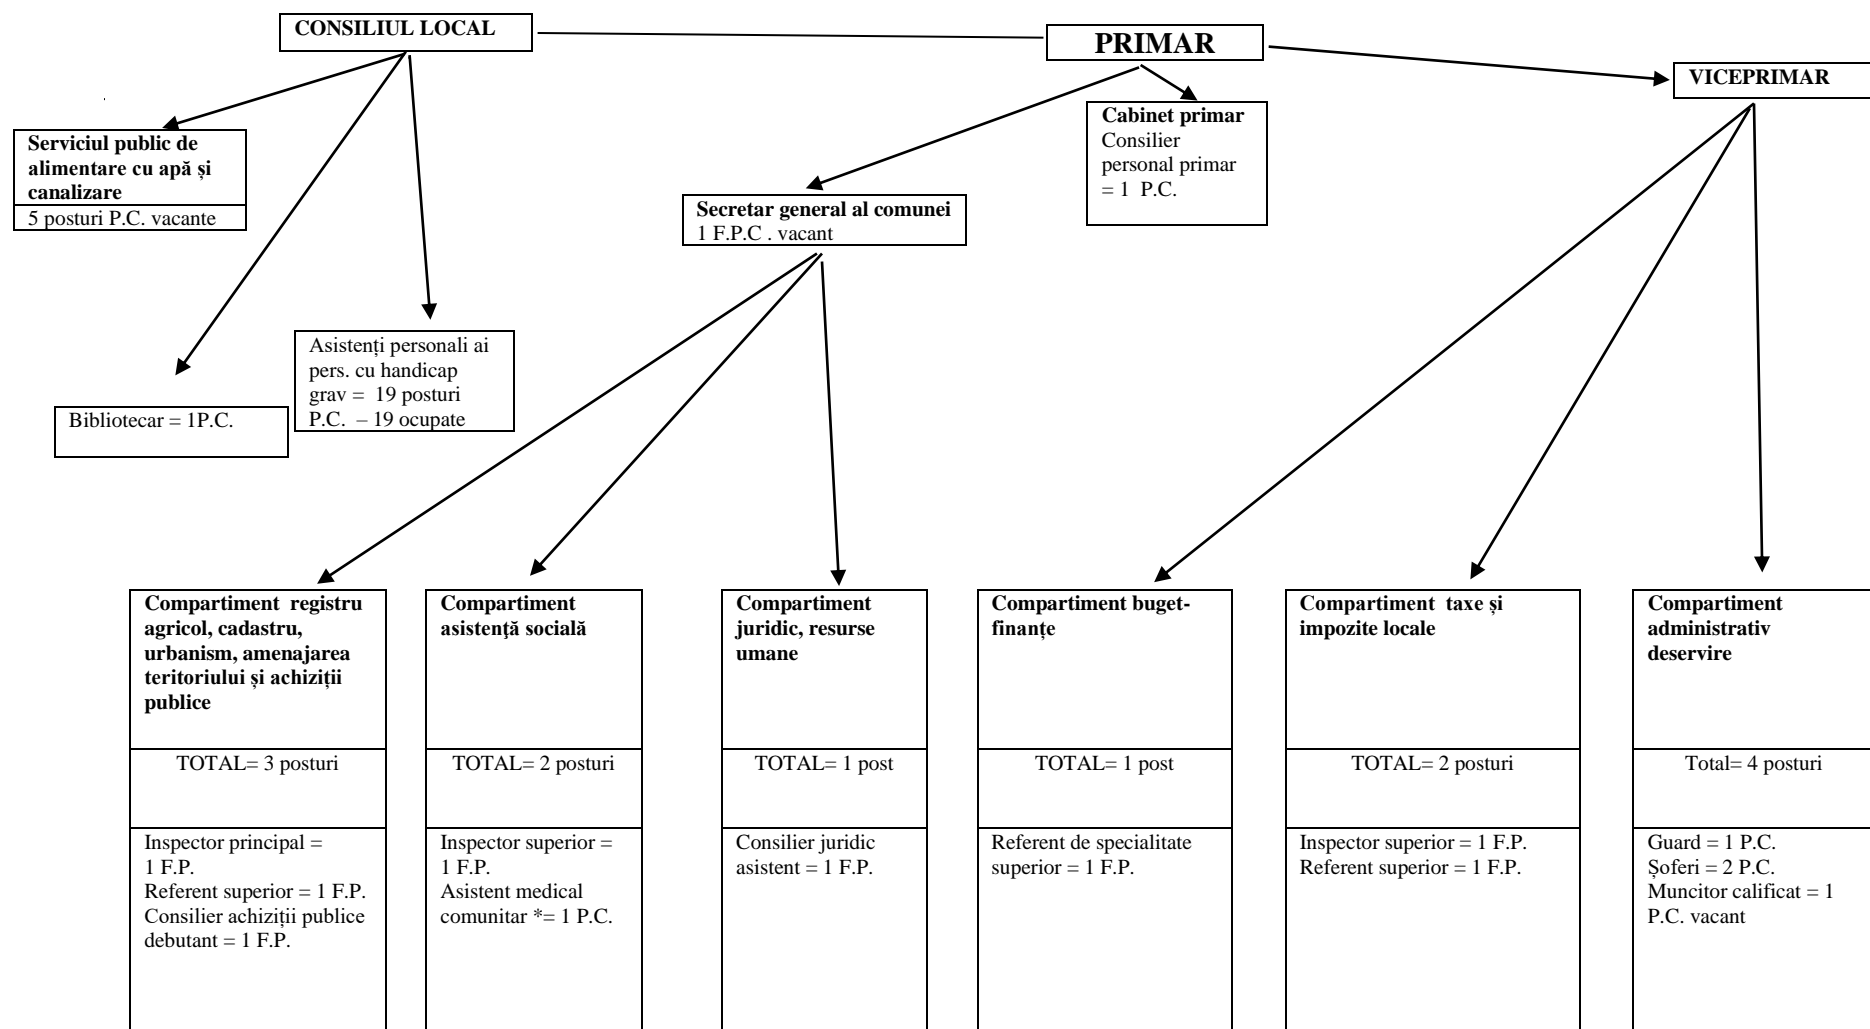 CONSILIUL LOCAL
PRIMAR
VICEPRIMAR
Serviciul public de
alimentare cu apă și
canalizare
5 posturi P.C. vacante
Cabinet primar
Consilier
personal primar
= 1 P.C.
Secretar general al comunei
1 F.P.C . vacant
Asistenți personali ai
pers. cu handicap
grav = 19 posturi
P.C. – 19 ocupate
Bibliotecar = 1P.C.
Compartiment registru
agricol, cadastru,
urbanism, amenajarea
teritoriului și achiziții
publice
TOTAL= 3 posturi
Inspector principal =
1 F.P.
Referent superior = 1 F.P.
Consilier achiziții publice
debutant = 1 F.P.
Compartiment
asistenţă socială
TOTAL= 2 posturi
Inspector superior =
1 F.P.
Asistent medical
comunitar *= 1 P.C.
Compartiment
juridic, resurse
umane
TOTAL= 1 post
Consilier juridic
asistent = 1 F.P.
Compartiment buget-
finanțe
TOTAL= 1 post
Referent de specialitate
superior = 1 F.P.
Compartiment taxe și
impozite locale
TOTAL= 2 posturi
Inspector superior = 1 F.P.
Referent superior = 1 F.P.
Compartiment
administrativ
deservire
Total= 4 posturi
Guard = 1 P.C.
Șoferi = 2 P.C.
Muncitor calificat = 1
P.C. vacant